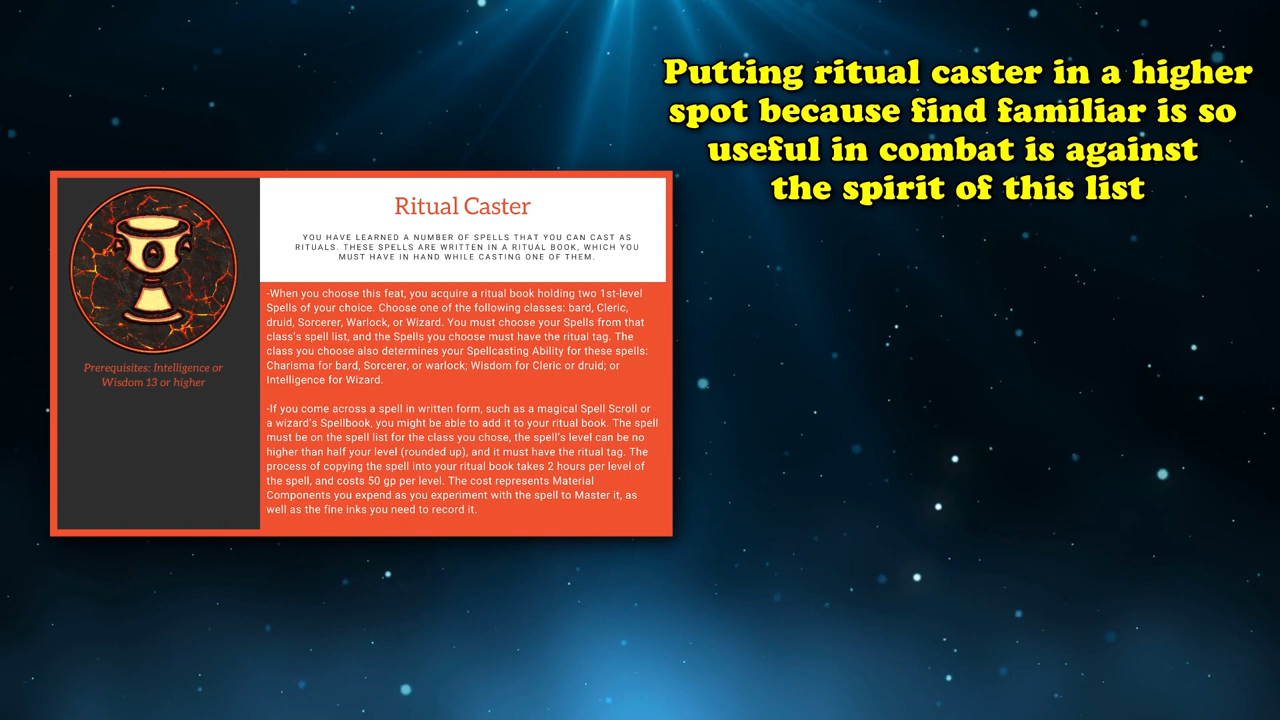 Putting ritual caster in a higher
spot because find familiar is so
useful in combat is against
the spirit of this list
Ritual Caster
YOU HAVE LEARNED A NUMBER OF SPELLS THAT YOU CAN CAST AS
RITUALS. THESE SPELLS ARE WRITTEN IN A RITUAL BOOK, WHICH YOU
MUST HAVE IN HAND WHILE CASTING ONE OF THEM.
Prerequisites: Intelligence or
Wisdom 13 or higher
-When you choose this feat, you acquire a ritual book holding two 1st-level
Spells of your choice. Choose one of the following classes: bard, Cleric,
druid, Sorcerer, Warlock, or Wizard. You must choose your Spells from that
class's spell list, and the Spells you choose must have the ritual tag. The
class you choose also determines your Spellcasting Ability for these spells:
Charisma for bard, Sorcerer, or warlock; Wisdom for Cleric or druid; or
Intelligence for Wizard.
-If you come across a spell in written form, such as a magical Spell Scroll or
a wizard's Spellbook, you might be able to add it to your ritual book. The spell
must be on the spell list for the class you chose, the spell's level can be no
higher than half your level (rounded up), and it must have the ritual tag. The
process of copying the spell into your ritual book takes 2 hours per level of
the spell, and costs 50 gp per level. The cost represents Material
Components you expend as you experiment with the spell to Master it, as
well as the fine inks you need to record it.